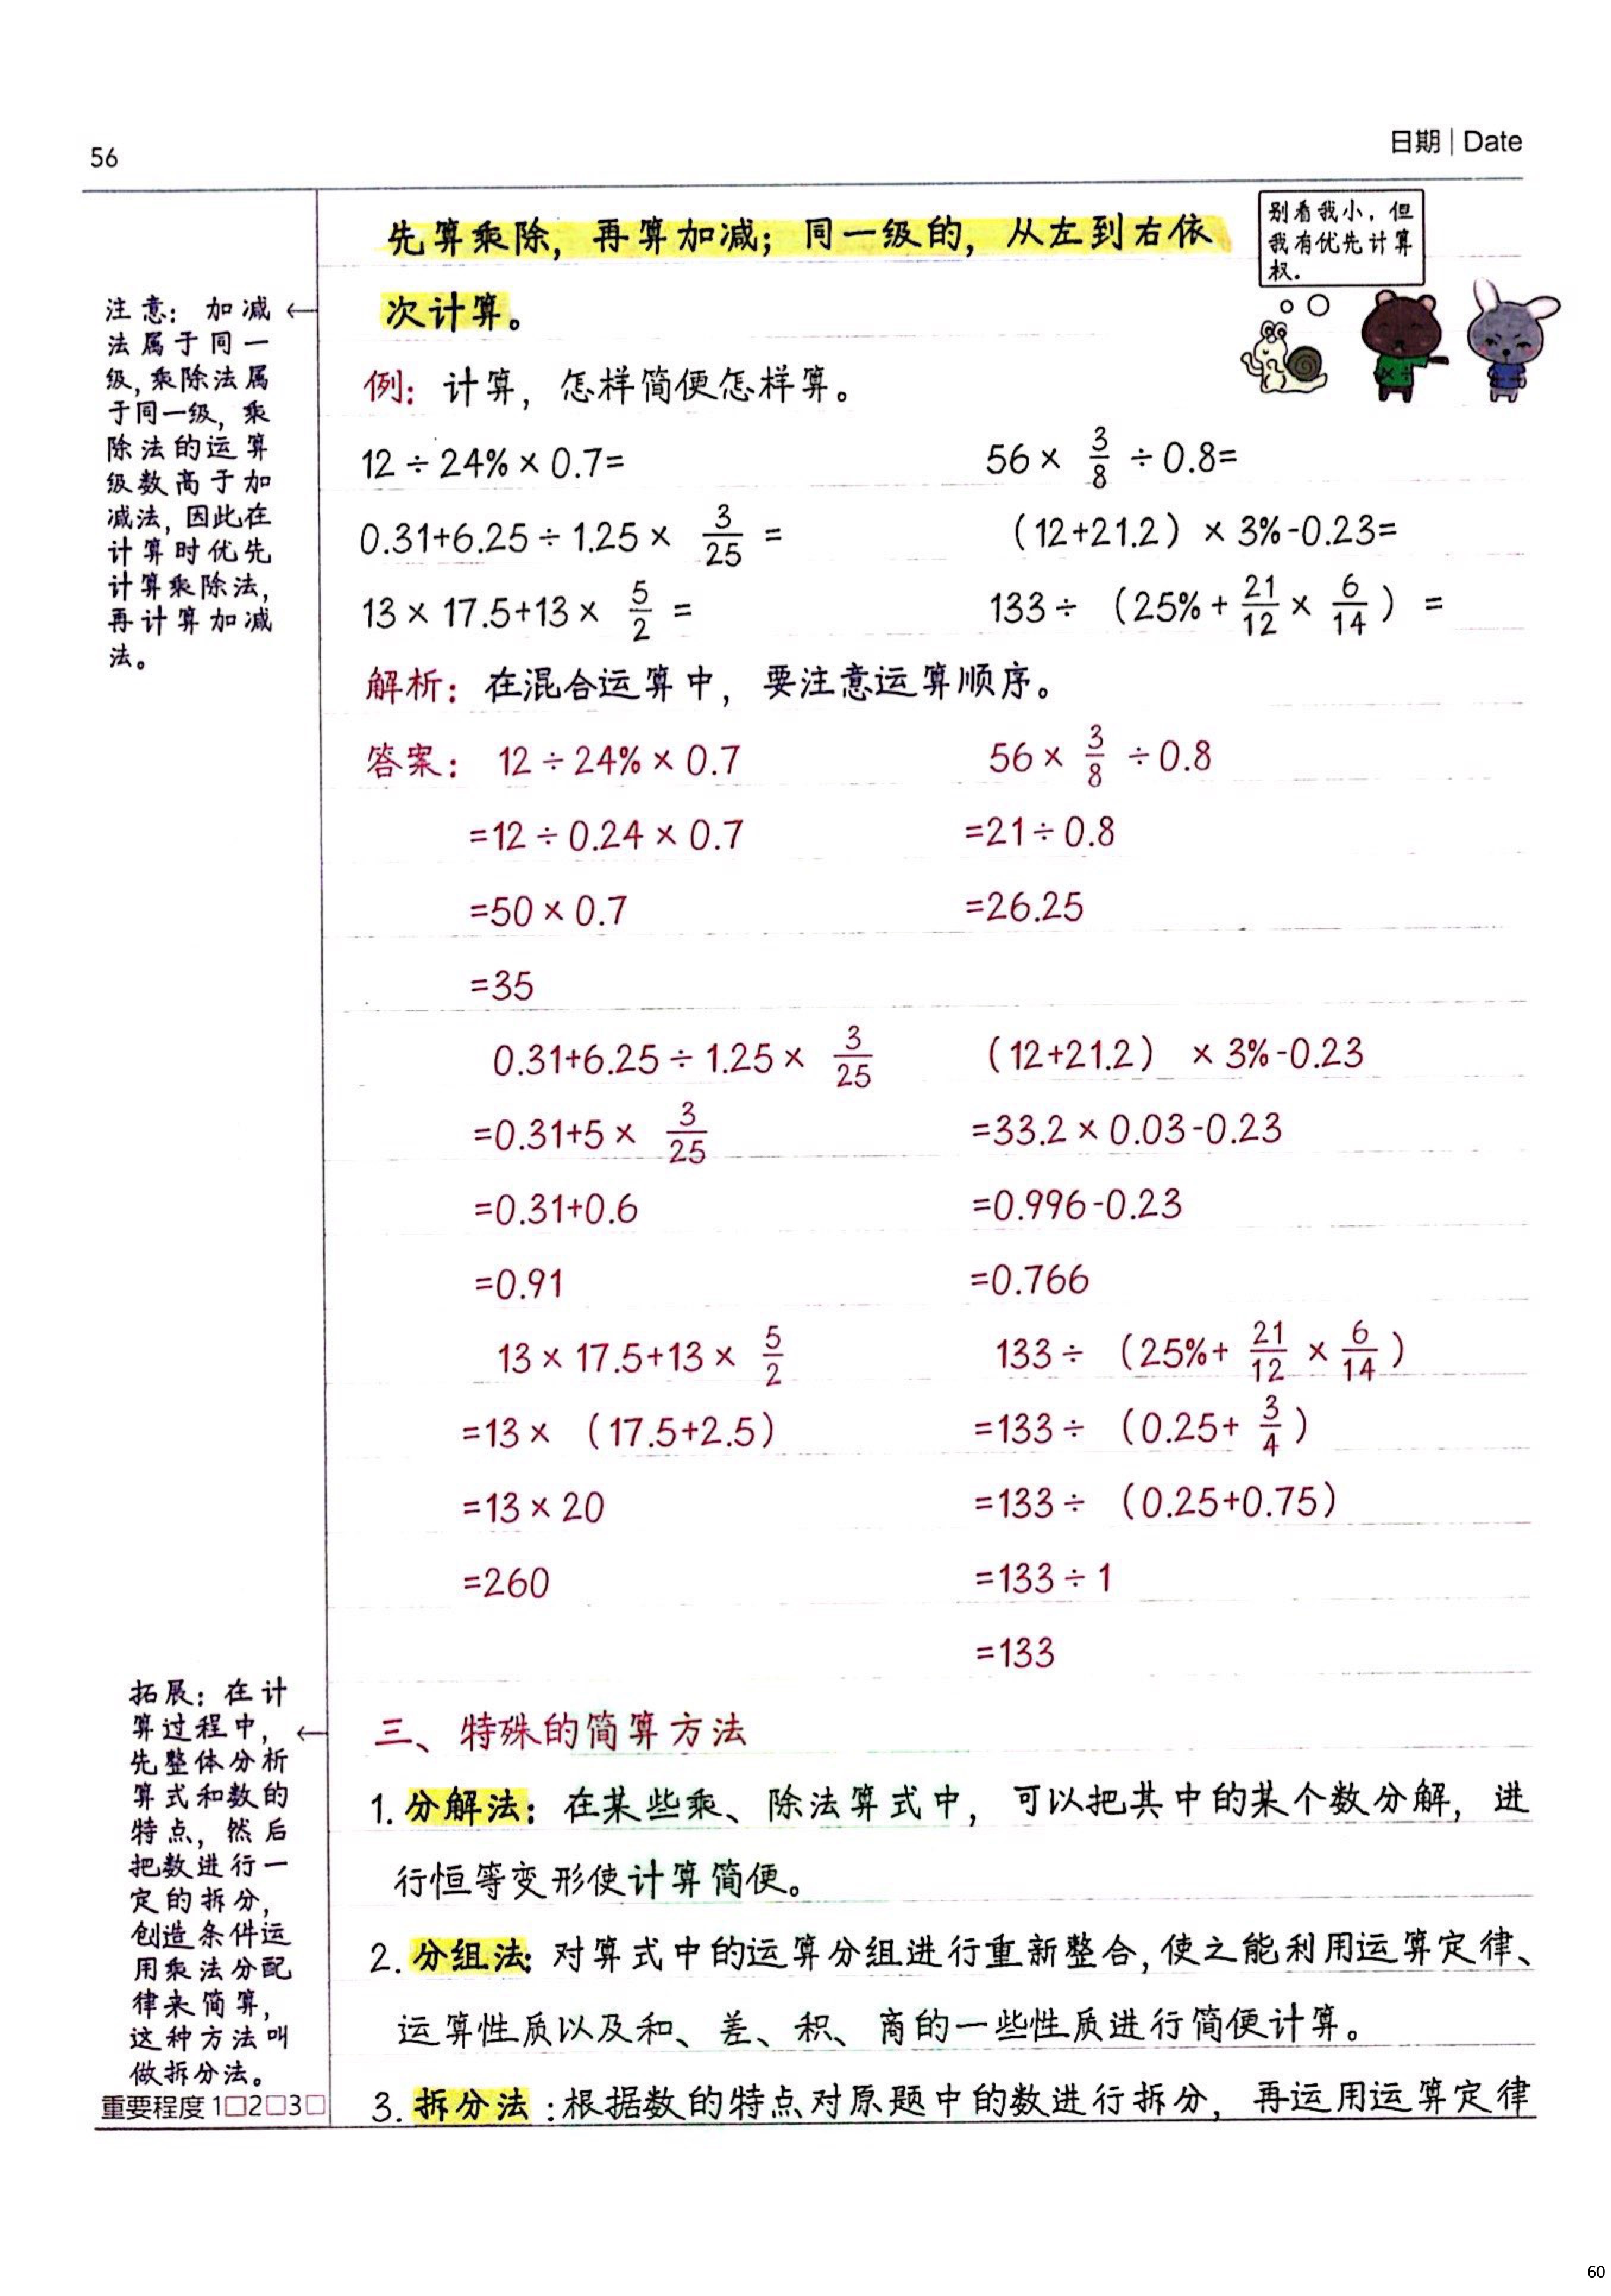 56
日期 | Date
先算乘除，再算加减；同一级的，从左到右依
次计算。
别看我小，但
我有优先计算
权.
注意：加减
法属于同一
级，乘除法属
于同一级，乘
除法的运算
级数高于加
减法，因此在
计算时优先
计算乘除法，
再计算加减
法。
例：计算，怎样简便怎样算。
12÷24%×0.7=
56×3/8÷0.8=
0.31+6.25÷1.25×3/25=
（12+21.2）×3%-0.23=
13×17.5+13×5/2=
133÷（25%+21/12×6/14）=
解析：在混合运算中，要注意运算顺序。
答案：12÷24%×0.7
=12÷0.24×0.7
=50×0.7
=35
56×3/8÷0.8
=21÷0.8
=26.25
0.31+6.25÷1.25×3/25
=0.31+5×3/25
=0.31+0.6
=0.91
（12+21.2）×3%-0.23
=33.2×0.03-0.23
=0.996-0.23
=0.766
13×17.5+13×5/2
=13×（17.5+2.5）
=13×20
=260
133÷（25%+21/12×6/14）
=133÷（0.25+3/4）
=133÷（0.25+0.75）
=133÷1
=133
三、特殊的简算方法
1.分解法：在某些乘、除法算式中，可以把其中的某个数分解，进
行恒等变形使计算简便。
2.分组法：对算式中的运算分组进行重新整合，使之能利用运算定律、
运算性质以及和、差、积、商的一些性质进行简便计算。
3.拆分法：根据数的特点对原题中的数进行拆分，再运用运算定律
拓展：在计
算过程中，
先整体分析
算式和数的
特点，然后
把数进行一
定的拆分，
创造条件运
用乘法分配
律来简算，
这种方法叫
做拆分法。
重要程度 1□2□3□
60